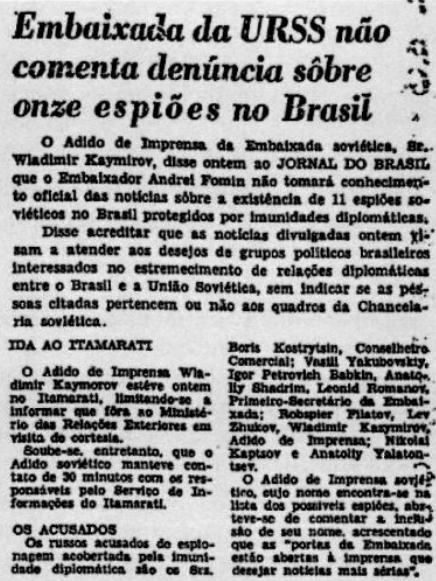 Embaixada da URSS não
comenta denúncia sôbre
onze espiões no Brasil
O Adido de Imprensa da Embaixada soviética, Sr.
Wladimir Kaymirov, disse ontem ao JORNAL DO BRASIL
que o Embaixador Andrei Fomin não tomará conhecimen-
to oficial das notícias sôbre a existência de 11 espiões so-
viéticos no Brasil protegidos por imunidades diplomáticas.
Disse acreditar que as notícias divulgadas ontem vi-
sam a atender aos desejos de grupos políticos brasileiros
interessados no estremecimento de relações diplomáticas
entre o Brasil e a União Soviética, sem indicar se as pes-
soas citadas pertencem ou não aos quadros da Chancela-
ria soviética.
IDA AO ITAMARATI
O Adido de Imprensa Wla-
dimir Kaymorov estêve ontem
no Itamarati, limitando-se a
informar que fôra ao Ministé-
rio das Relações Exteriores em
visita de cortesia.
Soube-se, entretanto, que o
Adido soviético manteve con-
tato de 30 minutos com os res-
ponsáveis pelo Serviço de In-
formações do Itamarati.
OS ACUSADOS
Os russos acusados de espio-
nagem acobertada pela imuni-
dade diplomática são os Srs.
Boris Kostrytsin, Conselheiro
Comercial; Vasili Yakubovskiy,
Igor Petrovich Babkin, Anato-
lly Shadrim, Leonid Romanov,
Primeiro-Secretário da Embai-
xada; Robspier Filatov, Lev
Zhukov, Wladimir Kazymirov,
Adido de Imprensa; Nikolai
Kaptsov e Anatolly Yalaton-
tsev.
O Adido de Imprensa sovié-
tico, cujo nome encontra-se na
lista dos possíveis espiões, abs-
teve-se de comentar a inclu-
são de seu nome, acrescentado
que as "portas da Embaixada
estão abertas à imprensa que
desejar notícias mais sérias".